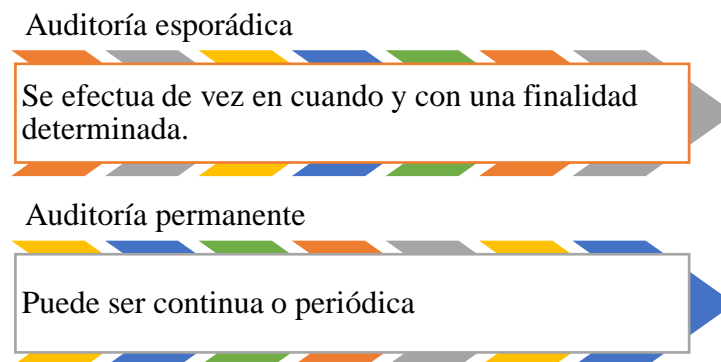 Auditoría esporádica
Se efectua de vez en cuando y con una finalidad
determinada.
Auditoría permanente
Puede ser continua o periódica